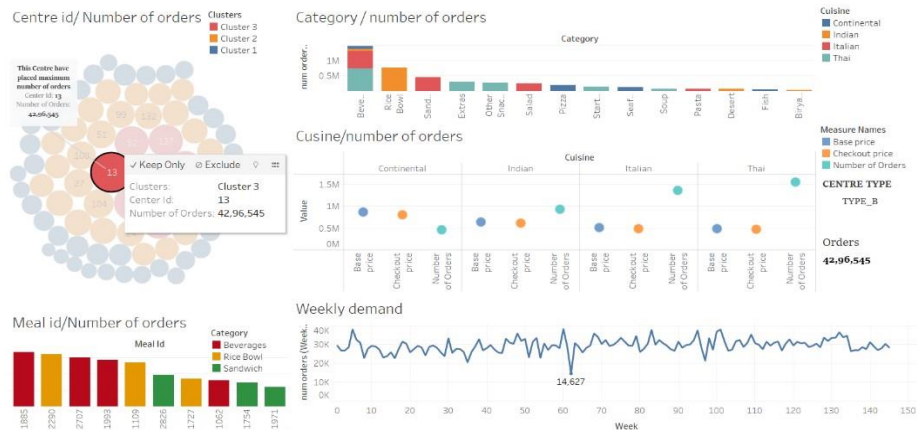 Centre id/ Number of orders
Clusters
Cluster 3
Cluster 2
Cluster 1
This Centre have
placed maximum
number of orders
Center Id: 13
Number of Orders:
42,96,545
13
Keep Only
Exclude
Clusters: Cluster 3
Center Id: 13
Number of Orders: 42,96,545
Category / number of orders
Category
num order..
1M
0.5M
Beve..
Rice Bowl
Sand..
Extras
Other Snac..
Salad
Pizza
Start..
Seaf..
Soup
Pasta
Desert
Fish
Birya..
Cuisine
Continental
Indian
Italian
Thai
Cusine/number of orders
Cuisine
Continental Indian Italian Thai
Value
1.5M
0.5M
0M
Base price
Checkout price
Number of Orders
Base price
Checkout price
Number of Orders
Base price
Checkout price
Number of Orders
Base price
Checkout price
Number of Orders
Measure Names
Base price
Checkout price
Number of Orders
CENTRE TYPE
TYPE_B
Orders
42,96,545
Meal id/Number of orders
Meal Id
Category
Beverages
Rice Bowl
Sandwich
1885 2290 2707 1993 1109 2826 1727 1062 1754 1971
Weekly demand
num orders (Week..
40K
30K
20K
10K
0K
14,627
0 10 20 30 40 50 60 70 80 90 100 110 120 130 140 150
Week